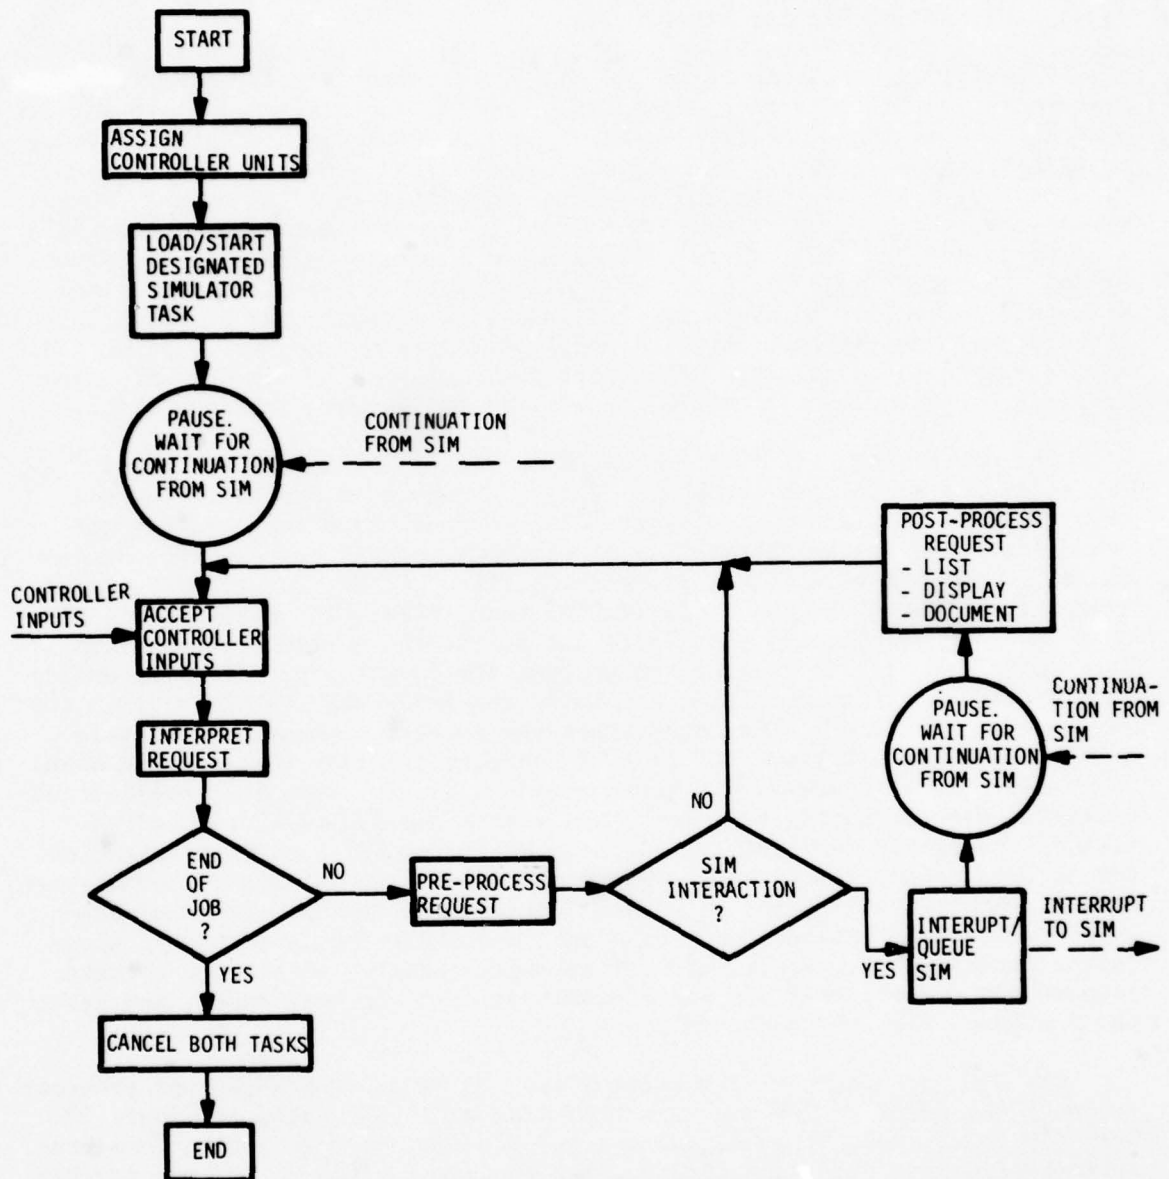 START
ASSIGN
CONTROLLER UNITS
LOAD/START
DESIGNATED
SIMULATOR
TASK
PAUSE.
WAIT FOR
CONTINUATION
FROM SIM
CONTINUATION
FROM SIM
CONTROLLER
INPUTS
ACCEPT
CONTROLLER
INPUTS
INTERPRET
REQUEST
END
OF
JOB
?
NO
YES
CANCEL BOTH TASKS
END
PRE-PROCESS
REQUEST
SIM
INTERACTION
?
NO
YES
INTERUPT/
QUEUE
SIM
INTERRUPT
TO SIM
PAUSE.
WAIT FOR
CONTINUATION
FROM SIM
CONTINUA-
TION FROM
SIM
POST-PROCESS
REQUEST
- LIST
- DISPLAY
- DOCUMENT